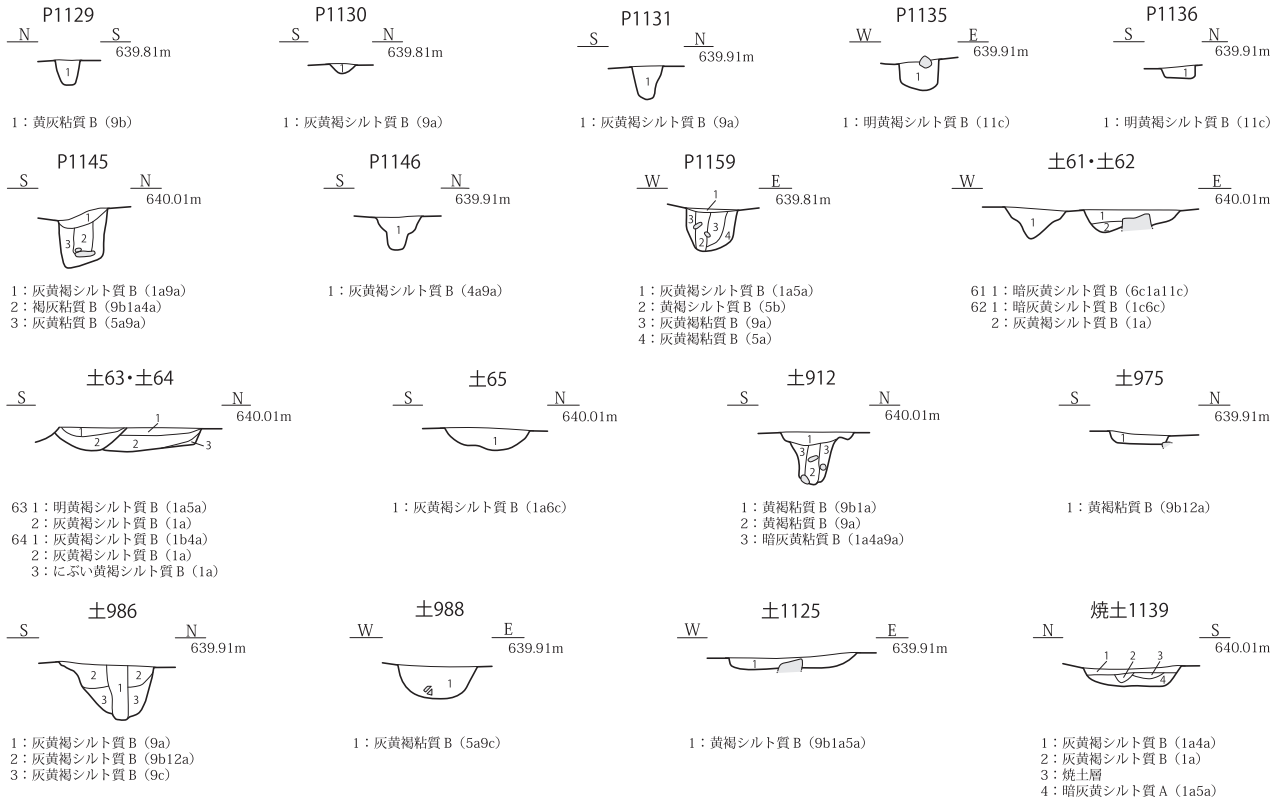 P1129
N S
639.81m
1
1：黄灰粘質B（9b）
P1130
S N
639.81m
1
1：灰黄褐シルト質B（9a）
P1131
S N
639.91m
1
1：灰黄褐シルト質B（9a）
P1135
W E
639.91m
1
1：明黄褐シルト質B（11c）
P1136
S N
639.91m
1
1：明黄褐シルト質B（11c）
P1145
S N
640.01m
1
3 2
1：灰黄褐シルト質B（1a9a）
2：褐灰粘質B（9b1a4a）
3：灰黄粘質B（5a9a）
P1146
S N
639.91m
1
1：灰黄褐シルト質B（4a9a）
P1159
W E
639.81m
1
3 3
2 4
1：灰黄褐シルト質B（1a5a）
2：黄褐シルト質B（5b）
3：灰黄褐粘質B（9a）
4：灰黄褐粘質B（5a）
土61・土62
W E
640.01m
1 1
2
61 1：暗灰黄シルト質B（6c1a11c）
62 1：暗灰黄シルト質B（1c6c）
2：灰黄褐シルト質B（1a）
土63・土64
S N
640.01m
1
1
2 2 3
63 1：明黄褐シルト質B（1a5a）
2：灰黄褐シルト質B（1a）
64 1：灰黄褐シルト質B（1b4a）
2：灰黄褐シルト質B（1a）
3：にぶい黄褐シルト質B（1a）
土65
S N
640.01m
1
1：灰黄褐シルト質B（1a6c）
土912
S N
640.01m
1
3 3
2
1：黄褐粘質B（9b1a）
2：黄褐粘質B（9a）
3：暗灰黄粘質B（1a4a9a）
土975
S N
639.91m
1
1：黄褐粘質B（9b12a）
土986
S N
639.91m
2 2
1
3 3
1：灰黄褐シルト質B（9a）
2：灰黄褐シルト質B（9b12a）
3：灰黄褐シルト質B（9c）
土988
W E
639.91m
1
1：灰黄褐粘質B（5a9c）
土1125
W E
639.91m
1
1：黄褐シルト質B（9b1a5a）
焼土1139
N S
640.01m
1 2 3
4
1：灰黄褐シルト質B（1a4a）
2：灰黄褐シルト質B（1a）
3：焼土層
4：暗灰黄シルト質A（1a5a）